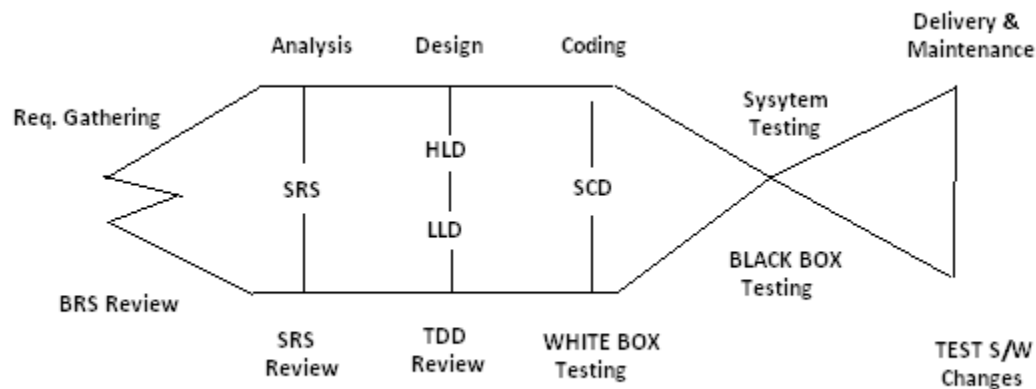 Delivery &
Maintenance
Analysis
Design
Coding
Req. Gathering
Sysytem
Testing
HLD
SRS
SCD
LLD
BRS Review
BLACK BOX
Testing
SRS
Review
TDD
Review
WHITE BOX
Testing
TEST S/W
Changes